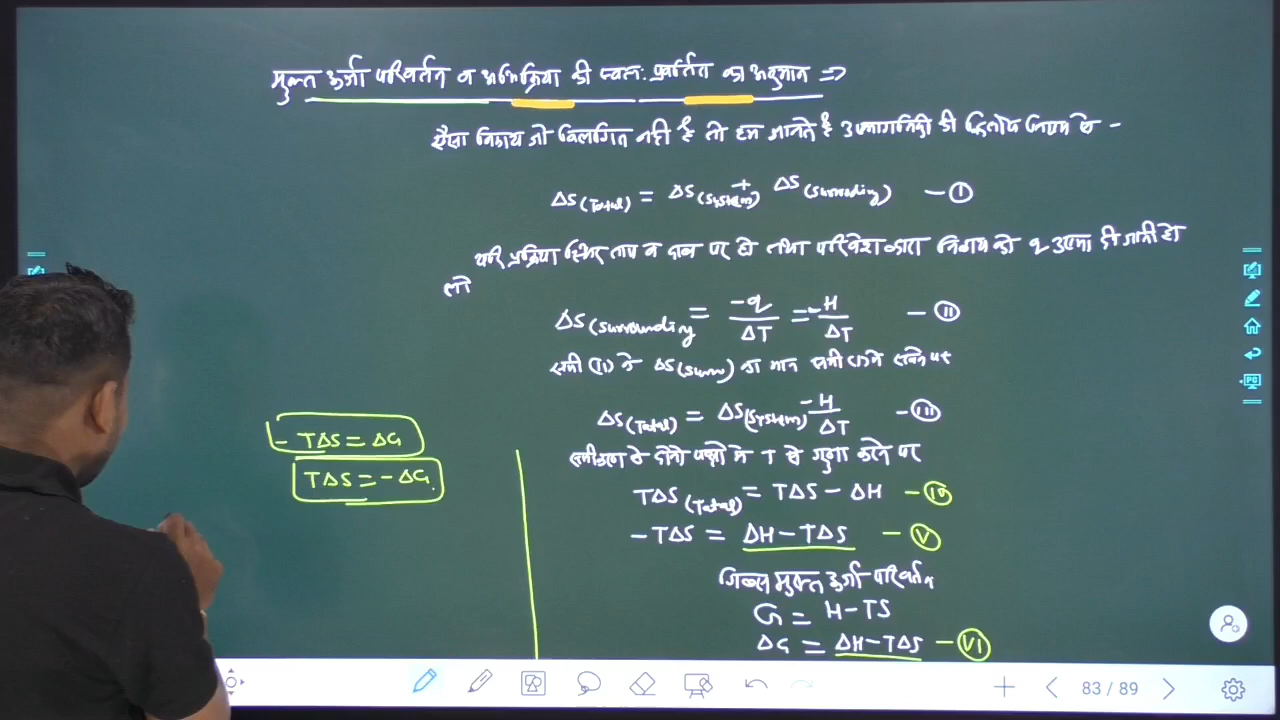 मुक्त ऊर्जा परिवर्तन व अभिक्रिया की स्वतः प्रवर्तित का अनुमान ⇒
ऐसा निकाय जो विलगित नही है तो हम जानते है उष्मागतिकी के द्वितीय नियम से -
ΔS(Total) = ΔS(System) + ΔS(Surrounding) - Ⅰ
यदि प्रक्रिया स्थिर ताप व दाब पर हो तथा परिवेश द्वारा निकाय को q उष्मा दी जाती हो
तो
ΔS(Surrounding = -q/ΔT = -H/ΔT - Ⅱ
समी (II) से ΔS(Surr) का मान समी (I) में रखने पर
ΔS(Total) = ΔS(System) - H/ΔT - Ⅲ
समीकरण के दोनो पक्षो मे T से गुणा करने पर
TΔS(Total) = TΔS - ΔH - Ⅳ
-TΔS = ΔH - TΔS - Ⅴ
गिब्स मुक्त ऊर्जा परिवर्तन
G = H - TS
ΔG = ΔH - TΔS - Ⅵ
- TΔS = ΔG
TΔS = - ΔG.
PC
83 / 89